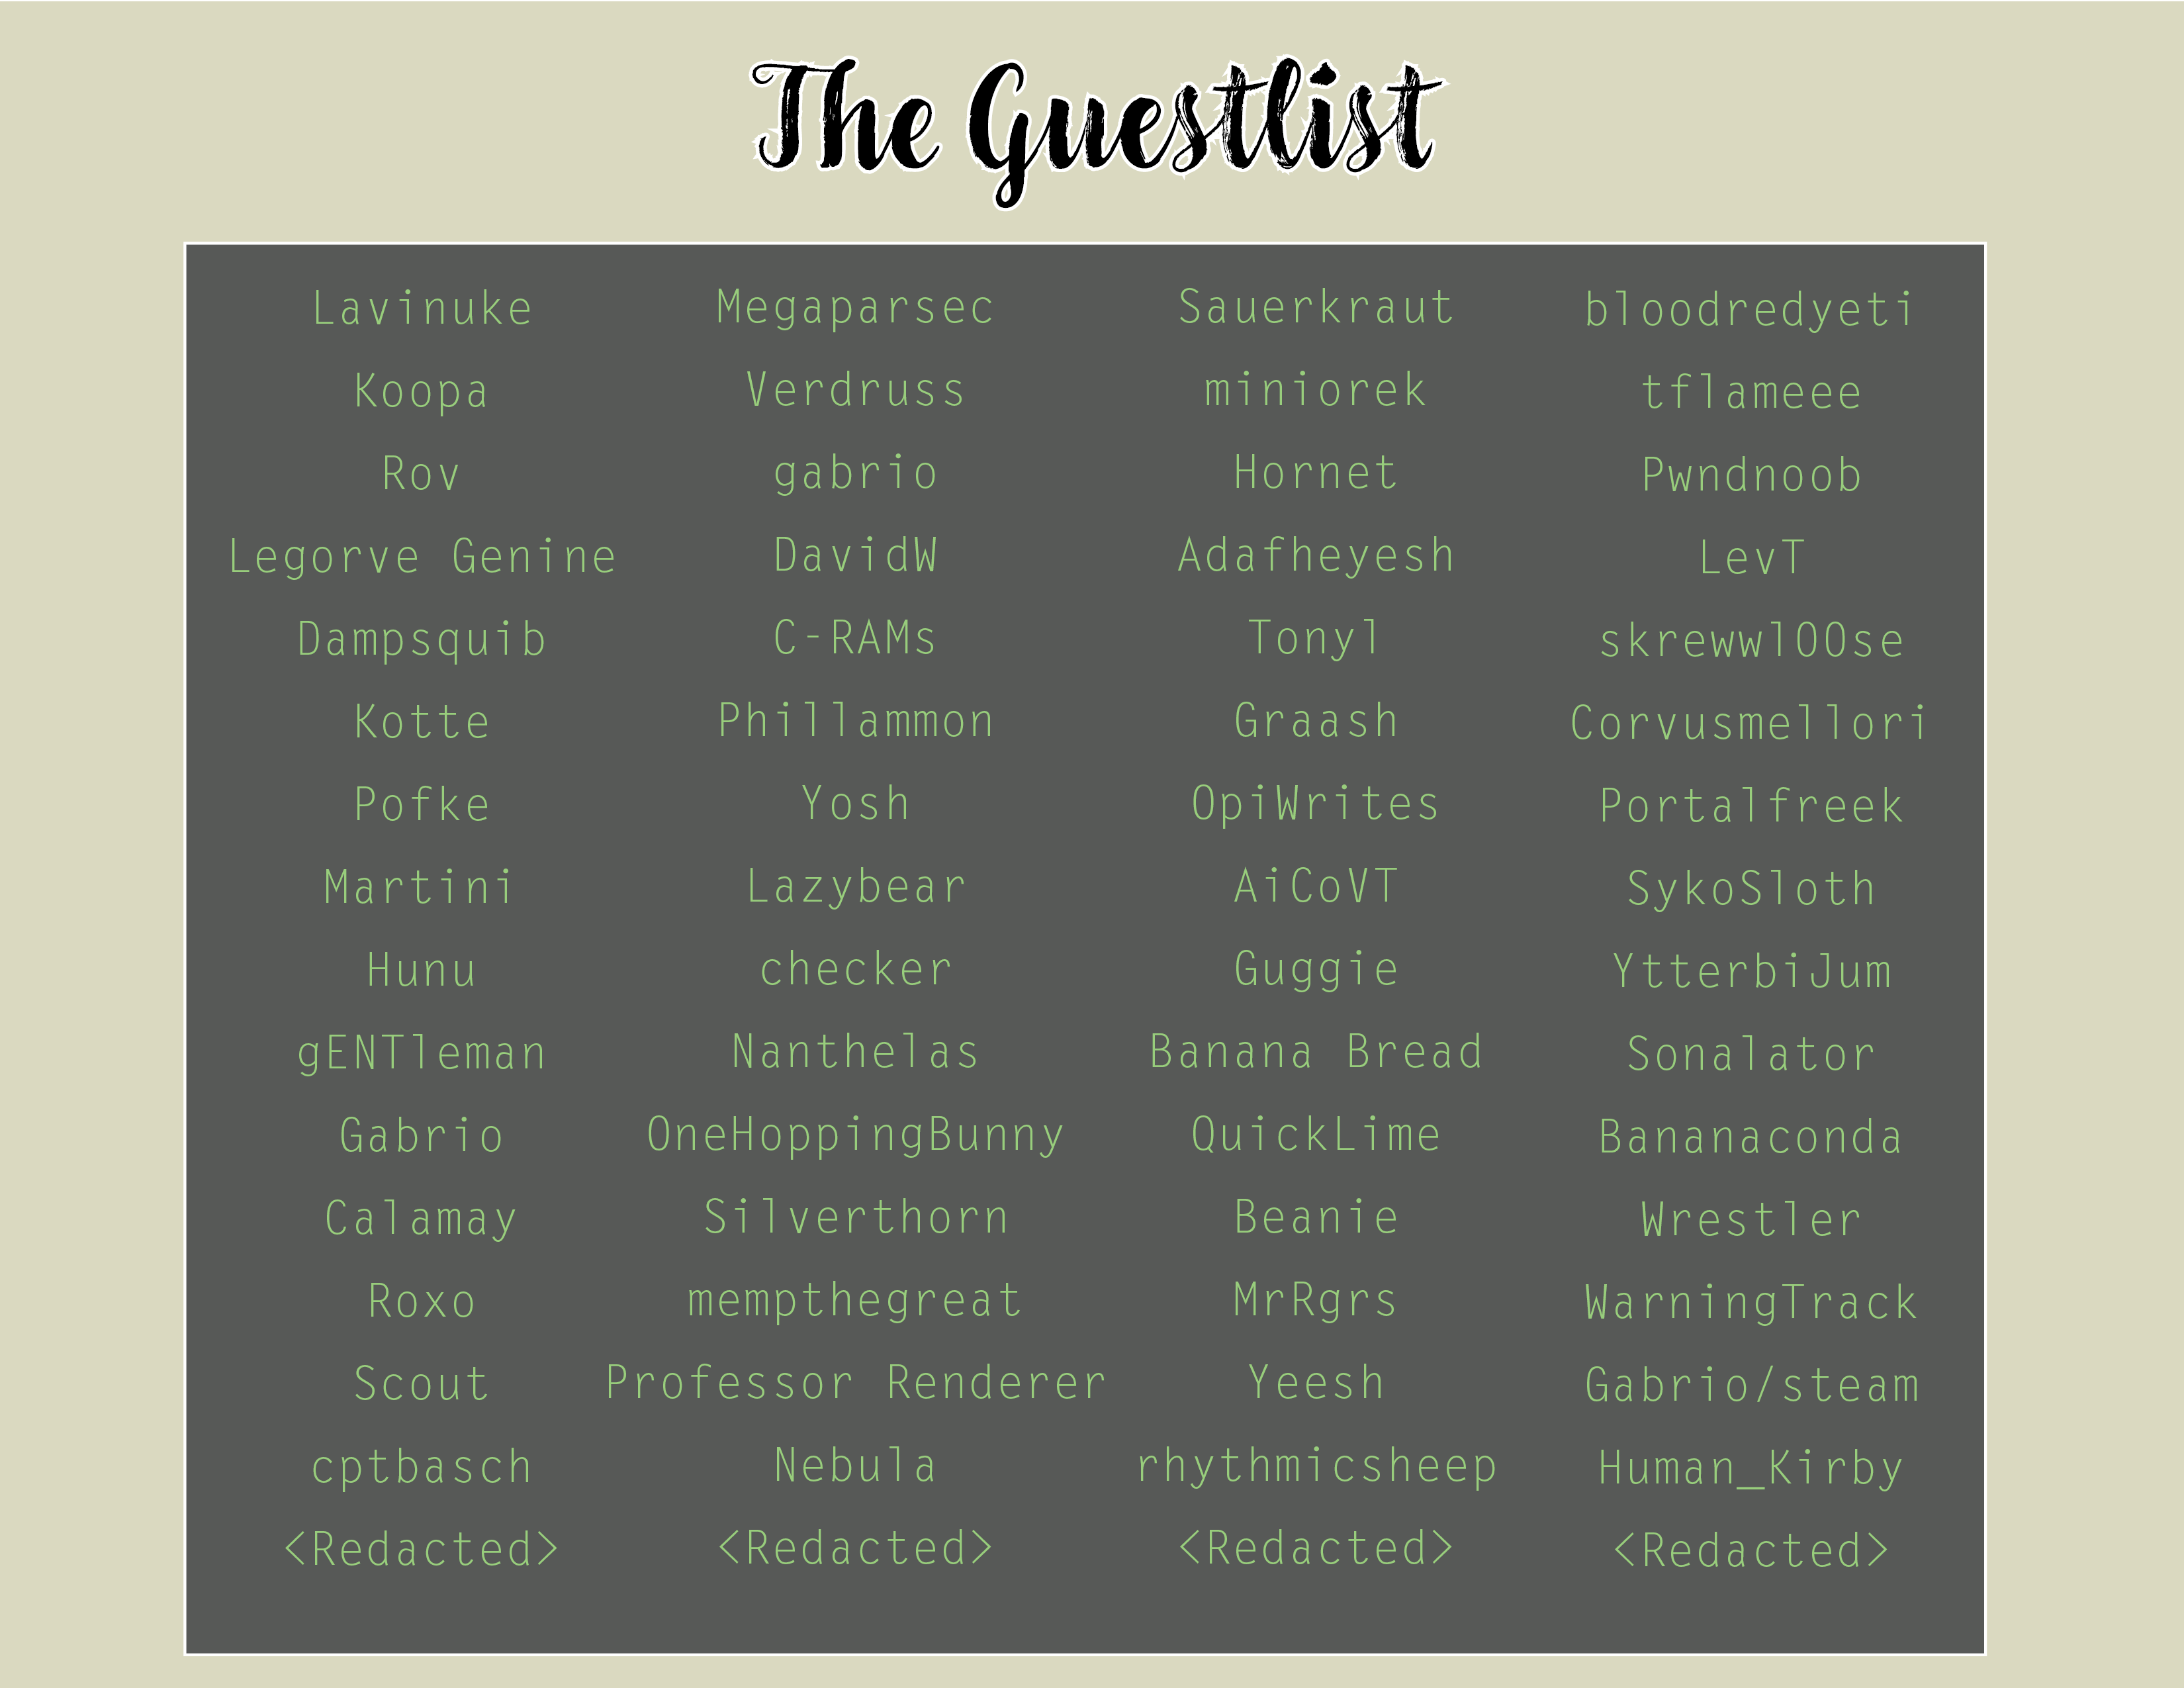 The Guestlist
Lavinuke
Koopa
Rov
Legorve Genine
Dampsquib
Kotte
Pofke
Martini
Hunu
gENTleman
Gabrio
Calamay
Roxo
Scout
cptbasch
<Redacted>
Megaparsec
Verdruss
gabrio
DavidW
C-RAMs
Phillammon
Yosh
Lazybear
checker
Nanthelas
OneHoppingBunny
Silverthorn
mempthegreat
Professor Renderer
Nebula
<Redacted>
Sauerkraut
miniorek
Hornet
Adafheyesh
Tonyl
Graash
OpiWrites
AiCoVT
Guggie
Banana Bread
QuickLime
Beanie
MrRgrs
Yeesh
rhythmicsheep
<Redacted>
bloodredyeti
tflameee
Pwndnoob
LevT
skrewwlOOse
Corvusmellori
Portalfreek
SykoSloth
YtterbiJum
Sonalator
Bananaconda
Wrestler
WarningTrack
Gabrio/steam
Human_Kirby
<Redacted>